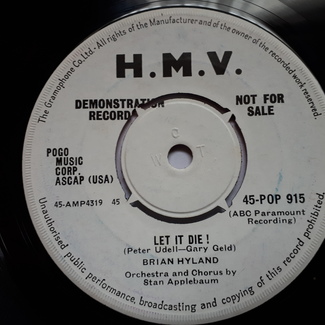 The Gramophone Co. Ltd. - All rights of the Manufacturer and of the owner of the recorded work reserved.
H.M.V.
DEMONSTRATION NOT FOR
RECORD SALE
C
W T
POGO
MUSIC
CORP.
ASCAP (USA)
45-AMP4319 45
45-POP 915
(ABC Paramount
Recording)
LET IT DIE !
(Peter Udell—Gary Geld)
BRIAN HYLAND
Orchestra and Chorus by
Stan Applebaum
Unauthorised public performance, broadcasting and copying of this record